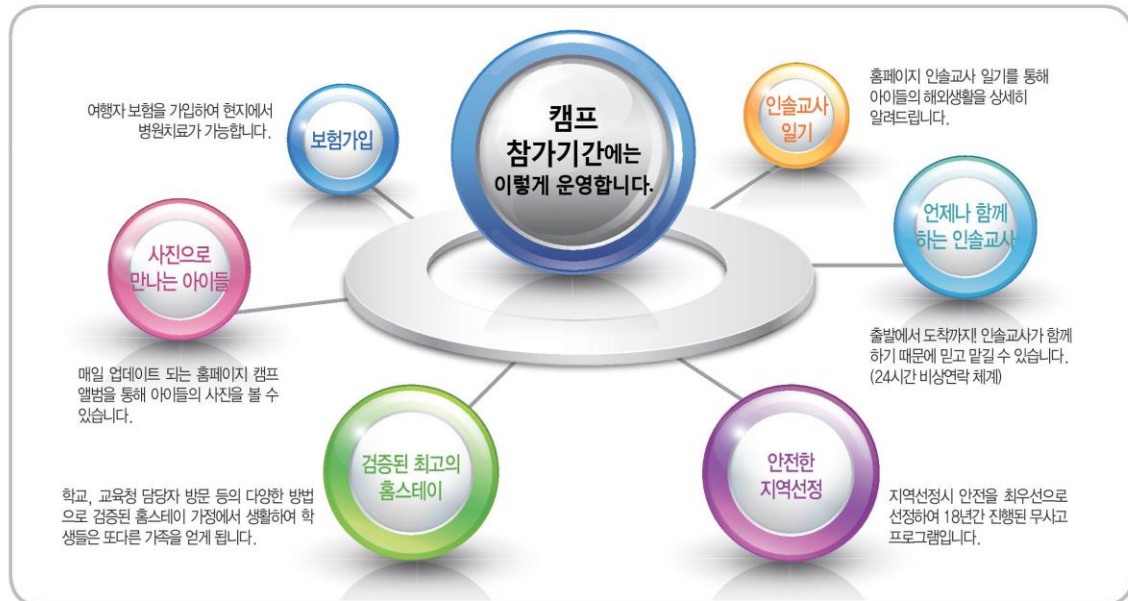 캠프
참가기간에는
이렇게 운영합니다.
보험가입
여행자 보험을 가입하여 현지에서
병원치료가 가능합니다.
인솔교사
일기
홈페이지 인솔교사 일기를 통해
아이들의 해외생활을 상세히
알려드립니다.
사진으로
만나는 아이들
매일 업데이트 되는 홈페이지 캠프
앨범을 통해 아이들의 사진을 볼 수
있습니다.
언제나 함께
하는 인솔교사
출발에서 도착까지! 인솔교사가 함께
하기 때문에 믿고 맡길 수 있습니다.
(24시간 비상연락 체계)
검증된 최고의
홈스테이
학교, 교육청 담당자 방문 등의 다양한 방법
으로 검증된 홈스테이 가정에서 생활하여 학
생들은 또다른 가족을 얻게 됩니다.
안전한
지역선정
지역선정시 안전을 최우선으로
선정하여 18년간 진행된 무사고
프로그램입니다.